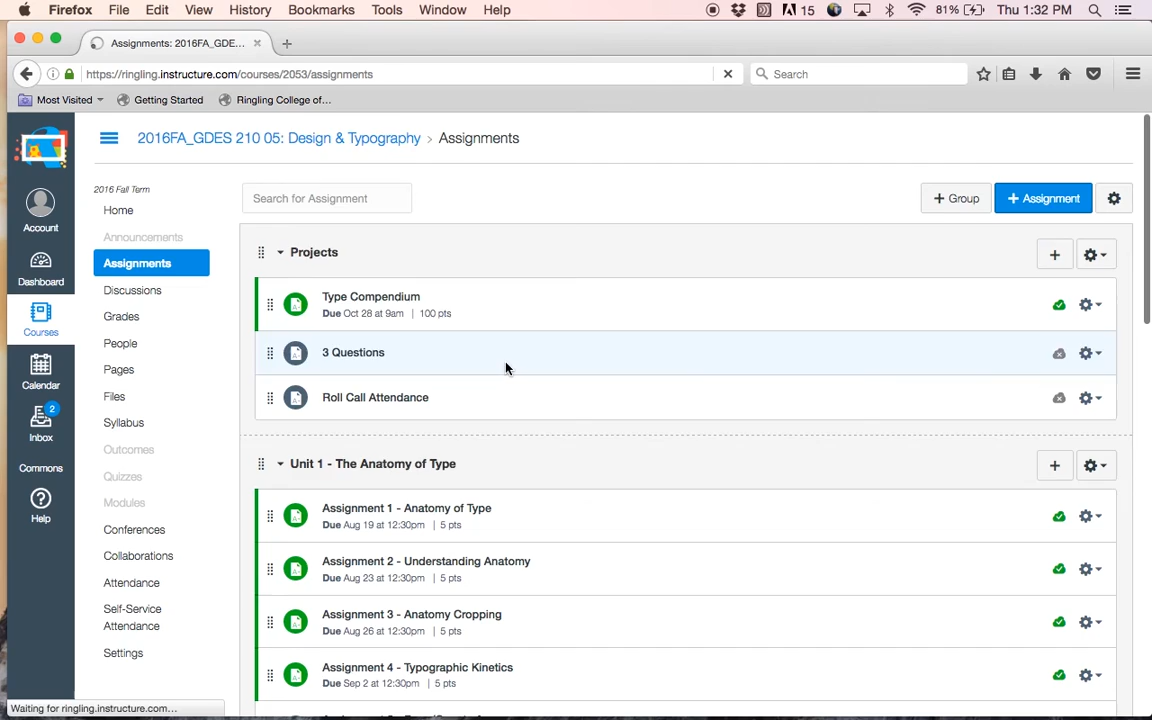 Firefox File Edit View History Bookmarks Tools Window Help 15 81% Thu 1:32 PM
Assignments: 2016FA_GDE...
https://ringling.instructure.com/courses/2053/assignments Search
Most Visited Getting Started Ringling College of...
2016FA_GDES 210 05: Design & Typography › Assignments
Account
Dashboard
Courses
Calendar
2
Inbox
Commons
Help
2016 Fall Term
Home
Announcements
Assignments
Discussions
Grades
People
Pages
Files
Syllabus
Outcomes
Quizzes
Modules
Conferences
Collaborations
Attendance
Self-Service
Attendance
Settings
Search for Assignment + Group + Assignment
Projects
Type Compendium
Due Oct 28 at 9am | 100 pts
3 Questions
Roll Call Attendance
Unit 1 - The Anatomy of Type
Assignment 1 - Anatomy of Type
Due Aug 19 at 12:30pm | 5 pts
Assignment 2 - Understanding Anatomy
Due Aug 23 at 12:30pm | 5 pts
Assignment 3 - Anatomy Cropping
Due Aug 26 at 12:30pm | 5 pts
Assignment 4 - Typographic Kinetics
Due Sep 2 at 12:30pm | 5 pts
Waiting for ringling.instructure.com...